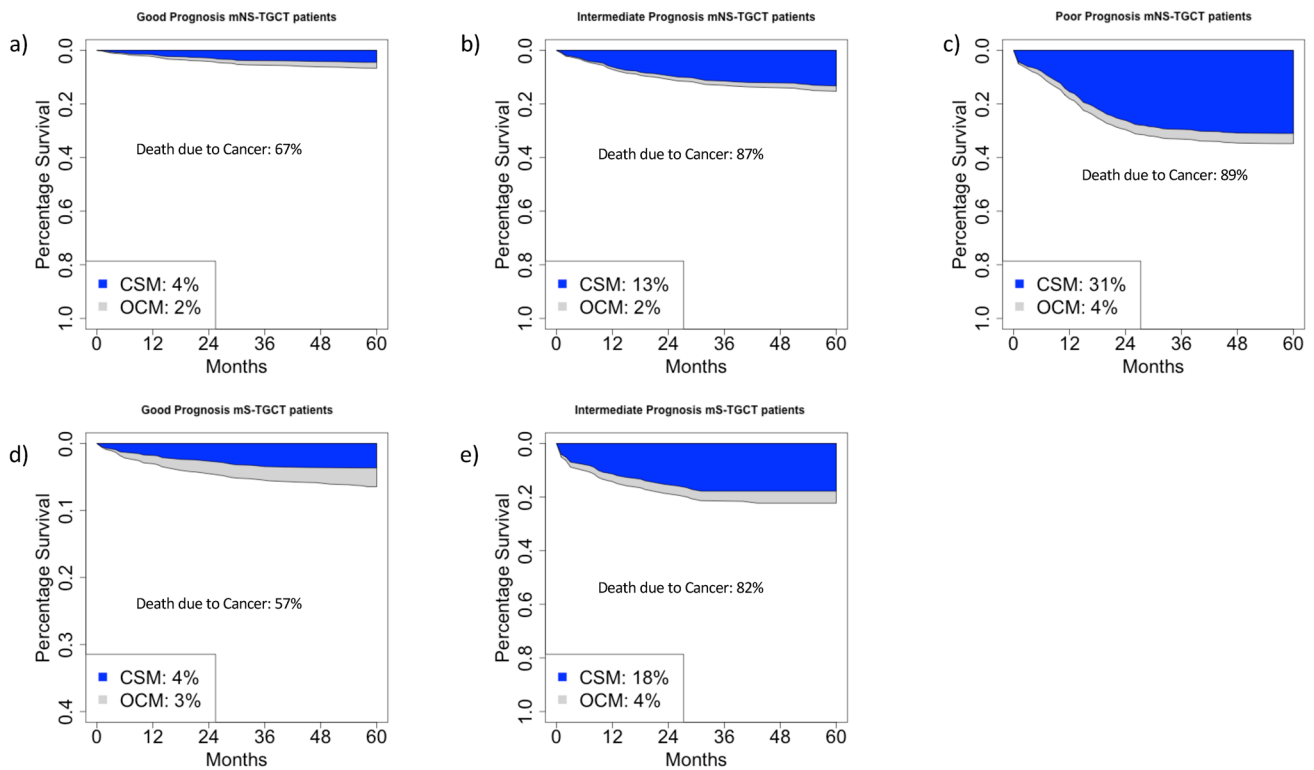 Good Prognosis mNS-TGCT patients
a)
Percentage Survival
0.0
0.2
0.4
0.6
0.8
1.0
Death due to Cancer: 67%
CSM: 4%
OCM: 2%
0 12 24 36 48 60
Months
Intermediate Prognosis mNS-TGCT patients
b)
Percentage Survival
0.0
0.2
0.4
0.6
0.8
1.0
Death due to Cancer: 87%
CSM: 13%
OCM: 2%
0 12 24 36 48 60
Months
Poor Prognosis mNS-TGCT patients
c)
Percentage Survival
0.0
0.2
0.4
0.6
0.8
1.0
Death due to Cancer: 89%
CSM: 31%
OCM: 4%
0 12 24 36 48 60
Months
Good Prognosis mS-TGCT patients
d)
Percentage Survival
0.0
0.1
0.2
0.3
0.4
Death due to Cancer: 57%
CSM: 4%
OCM: 3%
0 12 24 36 48 60
Months
Intermediate Prognosis mS-TGCT patients
e)
Percentage Survival
0.0
0.2
0.4
0.6
0.8
1.0
Death due to Cancer: 82%
CSM: 18%
OCM: 4%
0 12 24 36 48 60
Months